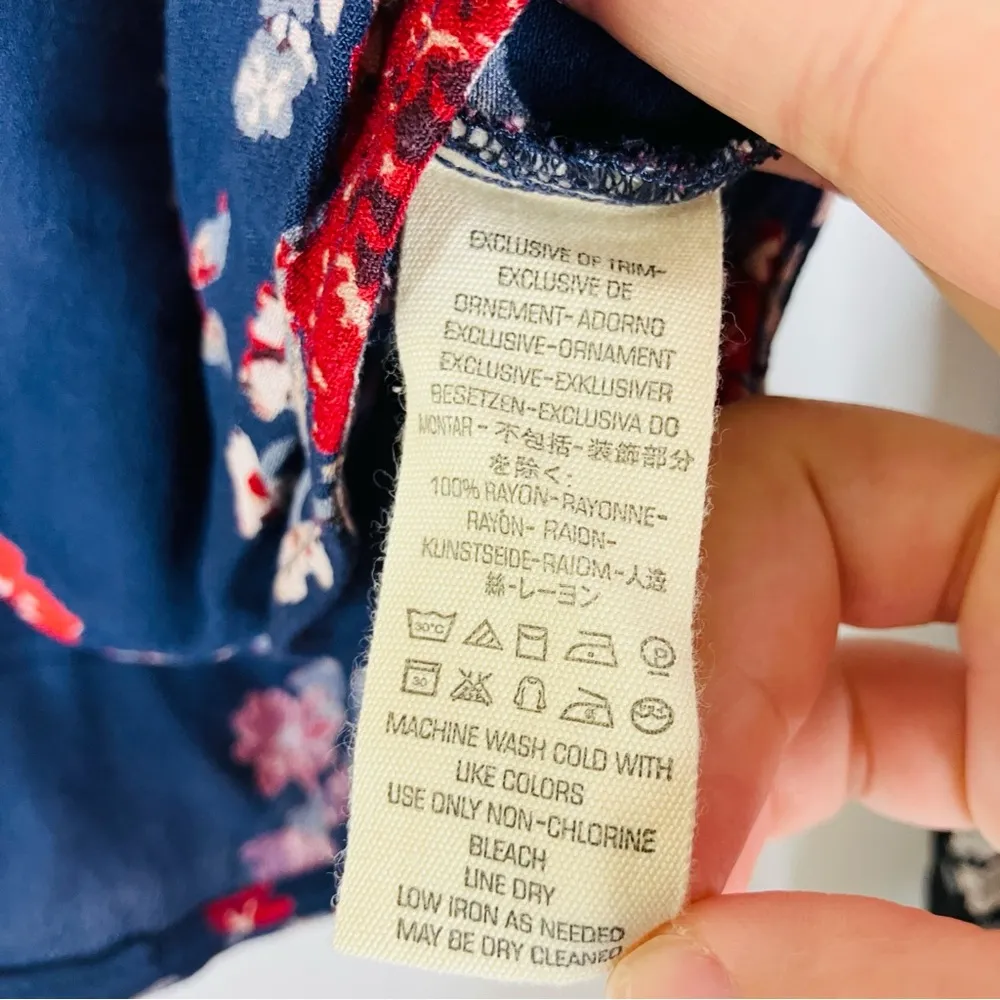 EXCLUSIVE OF TRIM-
EXCLUSIVE DE
ORNEMENT-ADORNO
EXCLUSIVE-ORNAMENT
EXCLUSIVE-EXKLUSIVER
BESETZEN-EXCLUSIVA DO
MONTAR - 不包括- 装飾部分
を除く:
100% RAYON-RAYONNE-
RAYON- RAION-
KUNSTSEIDE-RAIOM-人造
絲-レーヨン
30°C P
30
MACHINE WASH COLD WITH
LIKE COLORS
USE ONLY NON-CHLORINE
BLEACH
LINE DRY
LOW IRON AS NEEDED
MAY BE DRY CLEANED